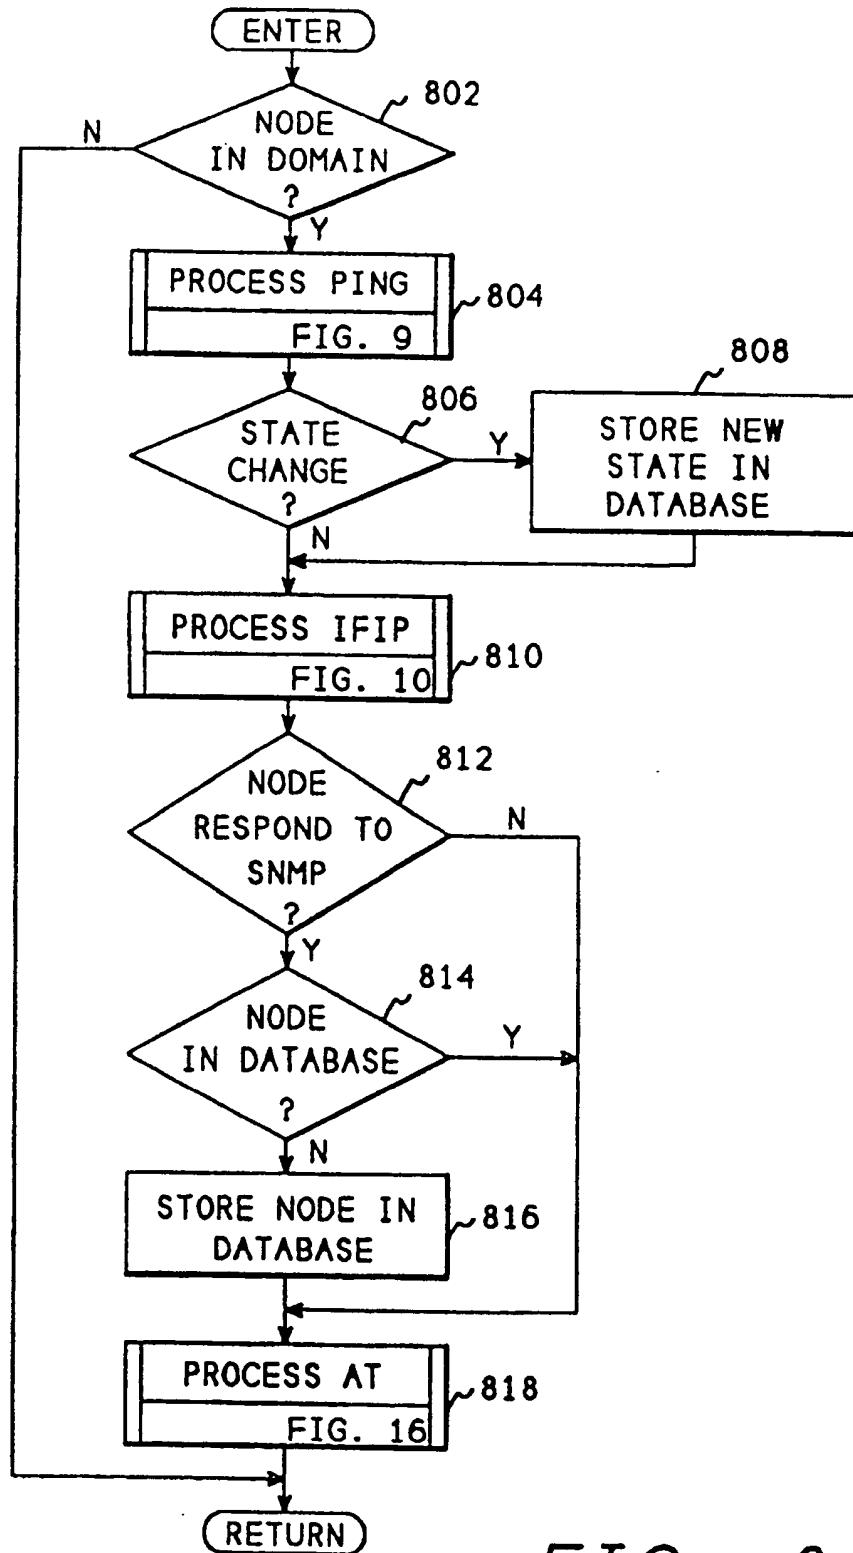 ENTER
802
NODE
IN DOMAIN
?
N
Y
PROCESS PING
FIG. 9
804
806
STATE
CHANGE
?
Y
N
808
STORE NEW
STATE IN
DATABASE
PROCESS IFIP
FIG. 10
810
812
NODE
RESPOND TO
SNMP
?
N
Y
814
NODE
IN DATABASE
?
Y
N
STORE NODE IN
DATABASE
816
PROCESS AT
FIG. 16
818
RETURN